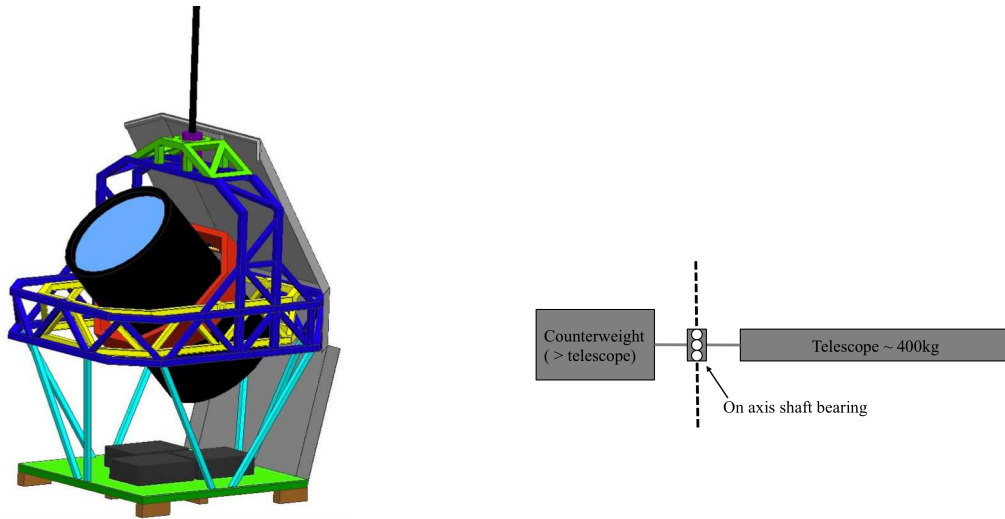 Counterweight
( > telescope)
Telescope ~ 400kg
On axis shaft bearing